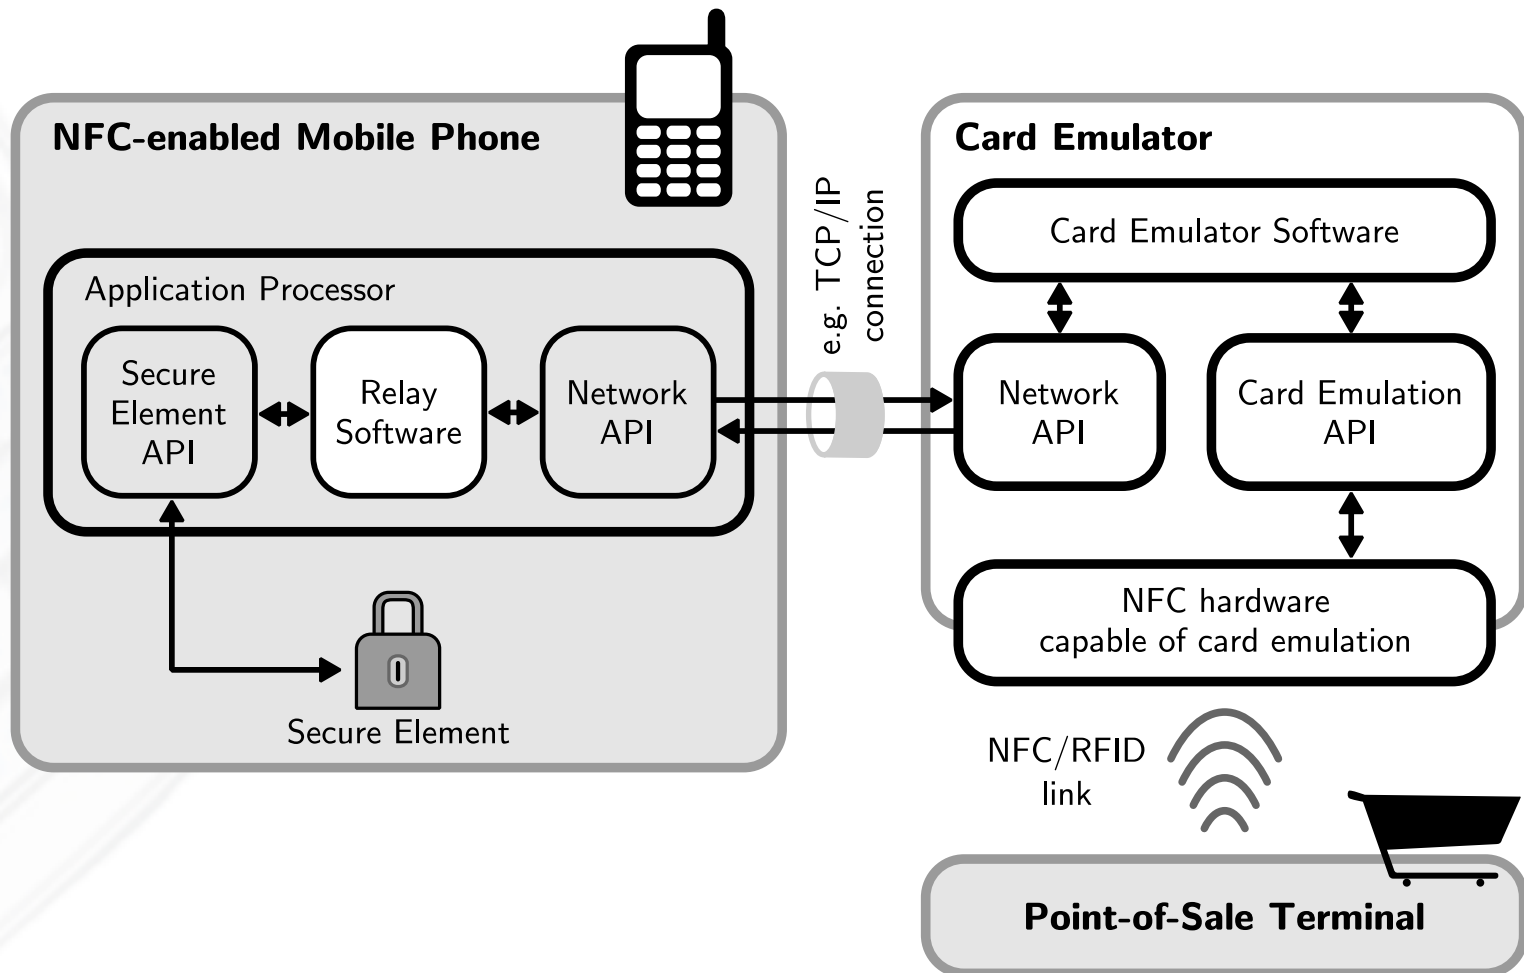 NFC-enabled Mobile Phone
Application Processor
Secure
Element
API
Relay
Software
Network
API
Secure Element
e.g. TCP/IP
connection
Card Emulator
Card Emulator Software
Network
API
Card Emulation
API
NFC hardware
capable of card emulation
NFC/RFID
link
Point-of-Sale Terminal